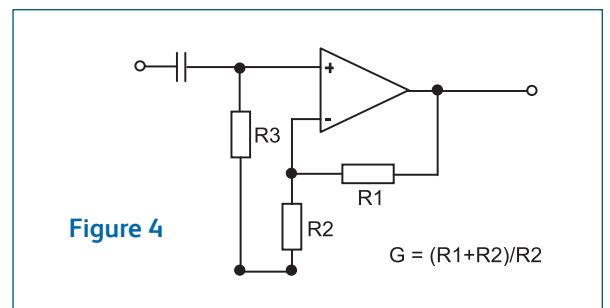 +
-
R3
R1
R2
Figure 4
G = (R1+R2)/R2